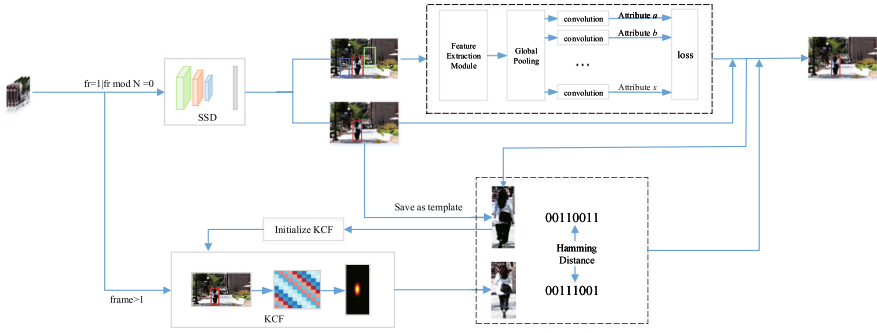 fr=1|fr mod N =0
SSD
Feature
Extraction
Module
Global
Pooling
convolution
Attribute a
convolution
Attribute b
...
convolution
Attribute x
loss
Save as template
Initialize KCF
frame>1
KCF
00110011
Hamming
Distance
00111001